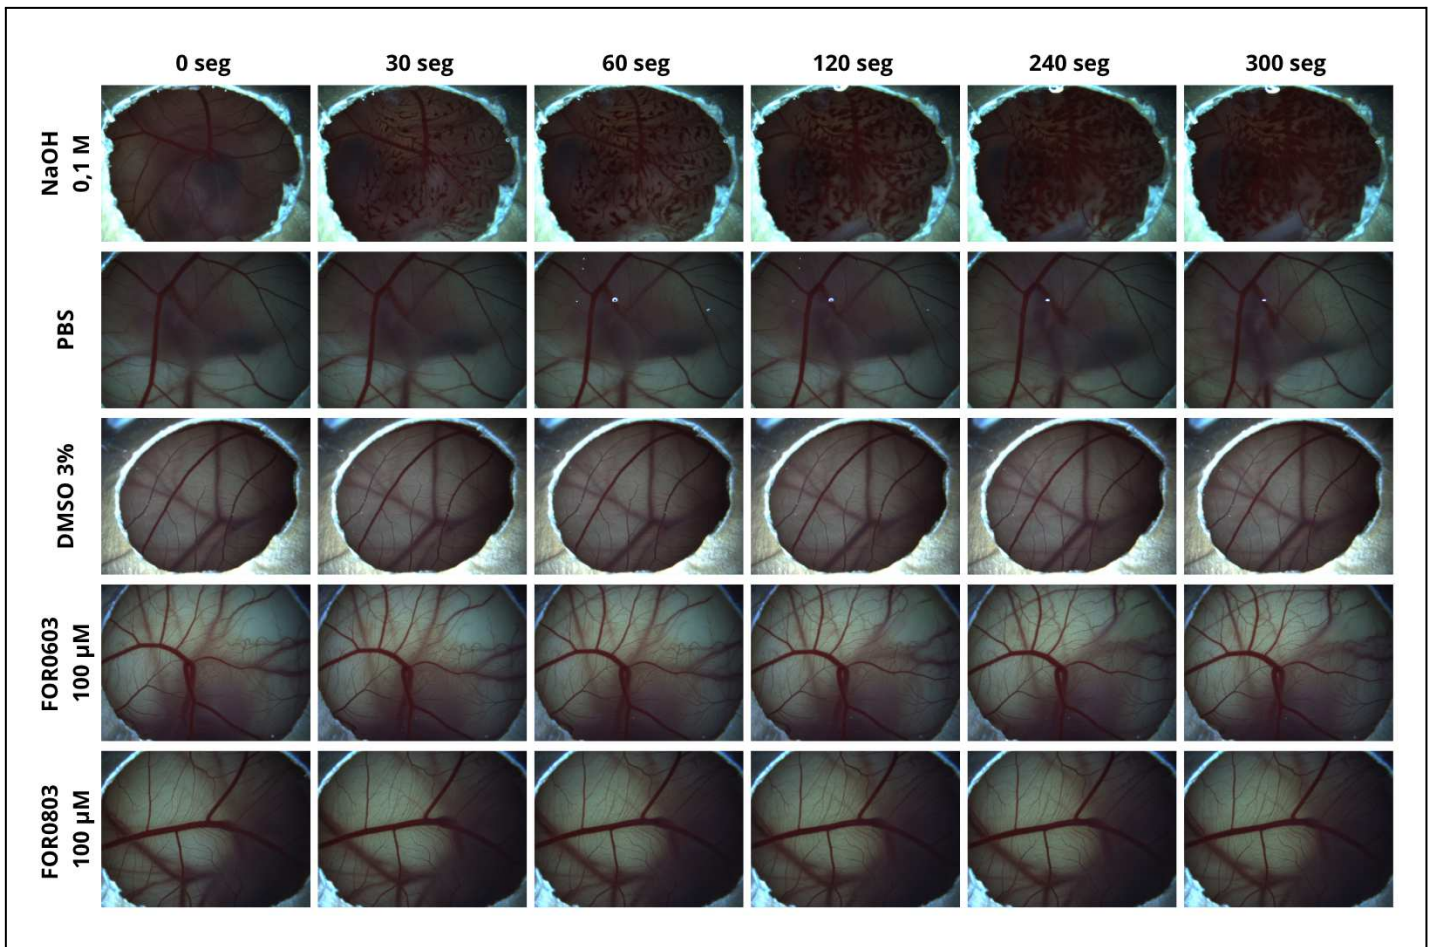 0 seg 30 seg 60 seg 120 seg 240 seg 300 seg
NaOH
0,1 M
PBS
DMSO 3%
FOR0603
100 µM
FOR0803
100 µM